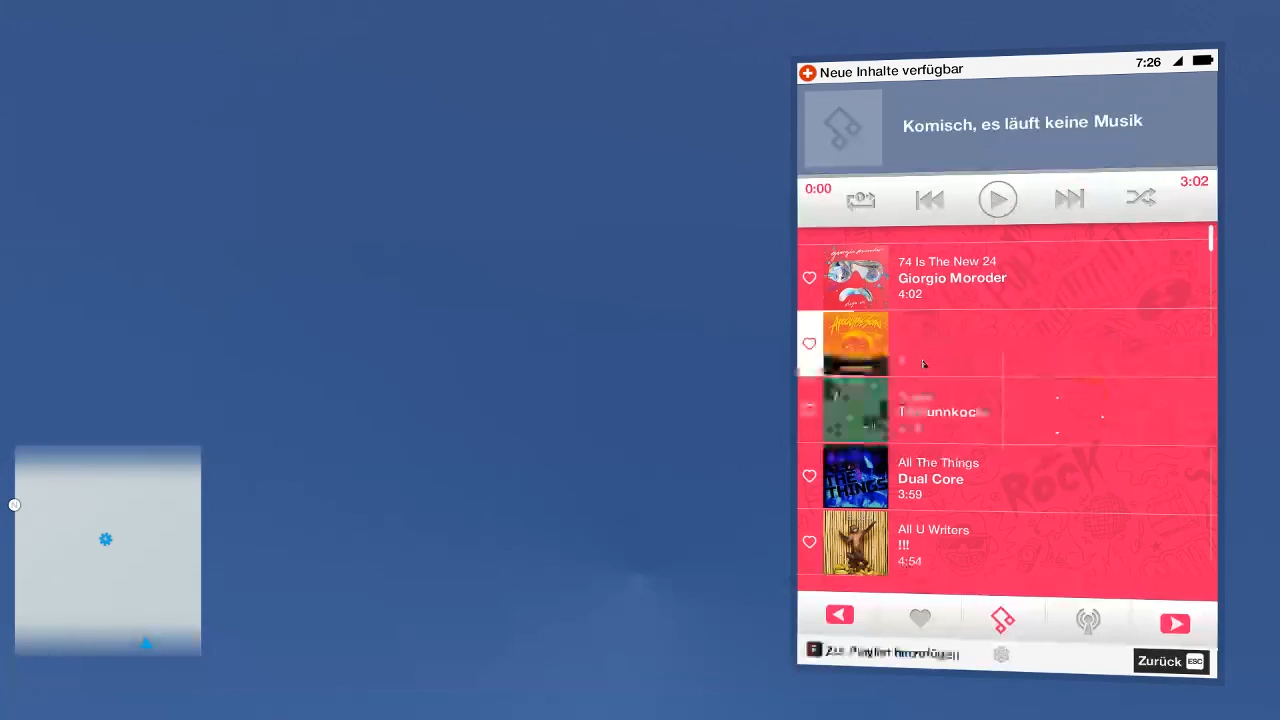 Neue Inhalte verfügbar
7:26
Komisch, es läuft keine Musik
0:00
3:02
74 Is The New 24
Giorgio Moroder
4:02
All The Things
Dual Core
3:59
All U Writers
!!!
4:54
Zurück ESC